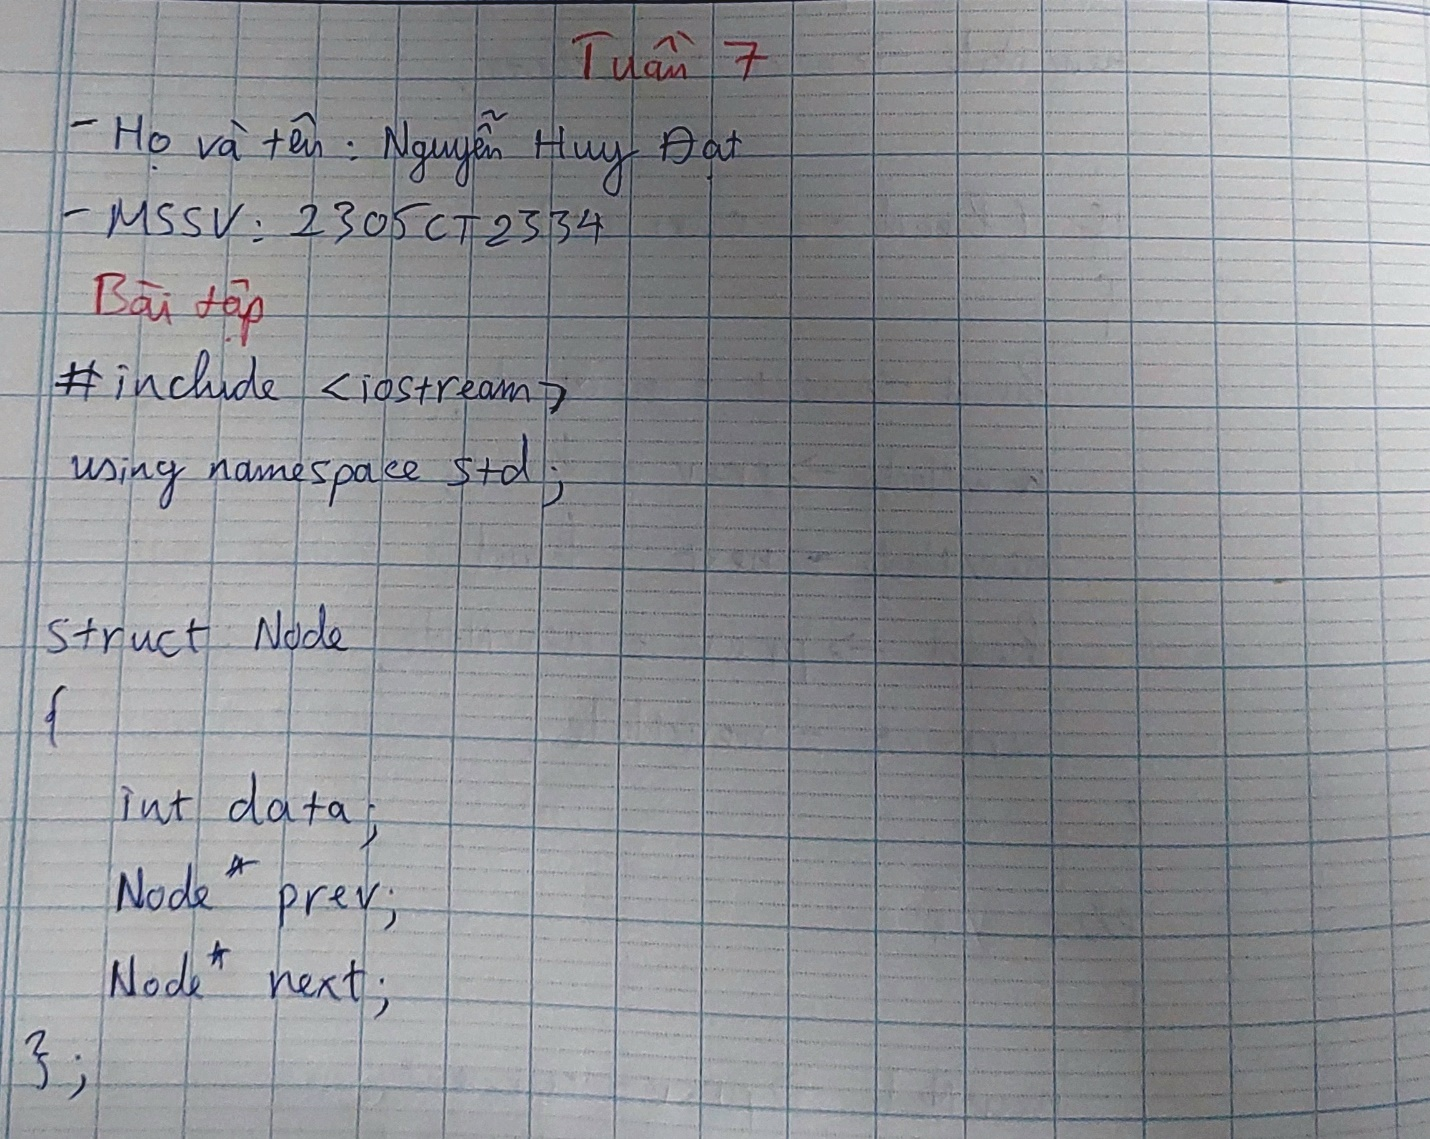 Tuần 7
- Họ và tên : Nguyễn Huy Đạt
- MSSV : 2305CT2334
Bài tập
#include <iostream>
using namespace std;
struct Node
{
int data;
Node* prev;
Node* next;
};